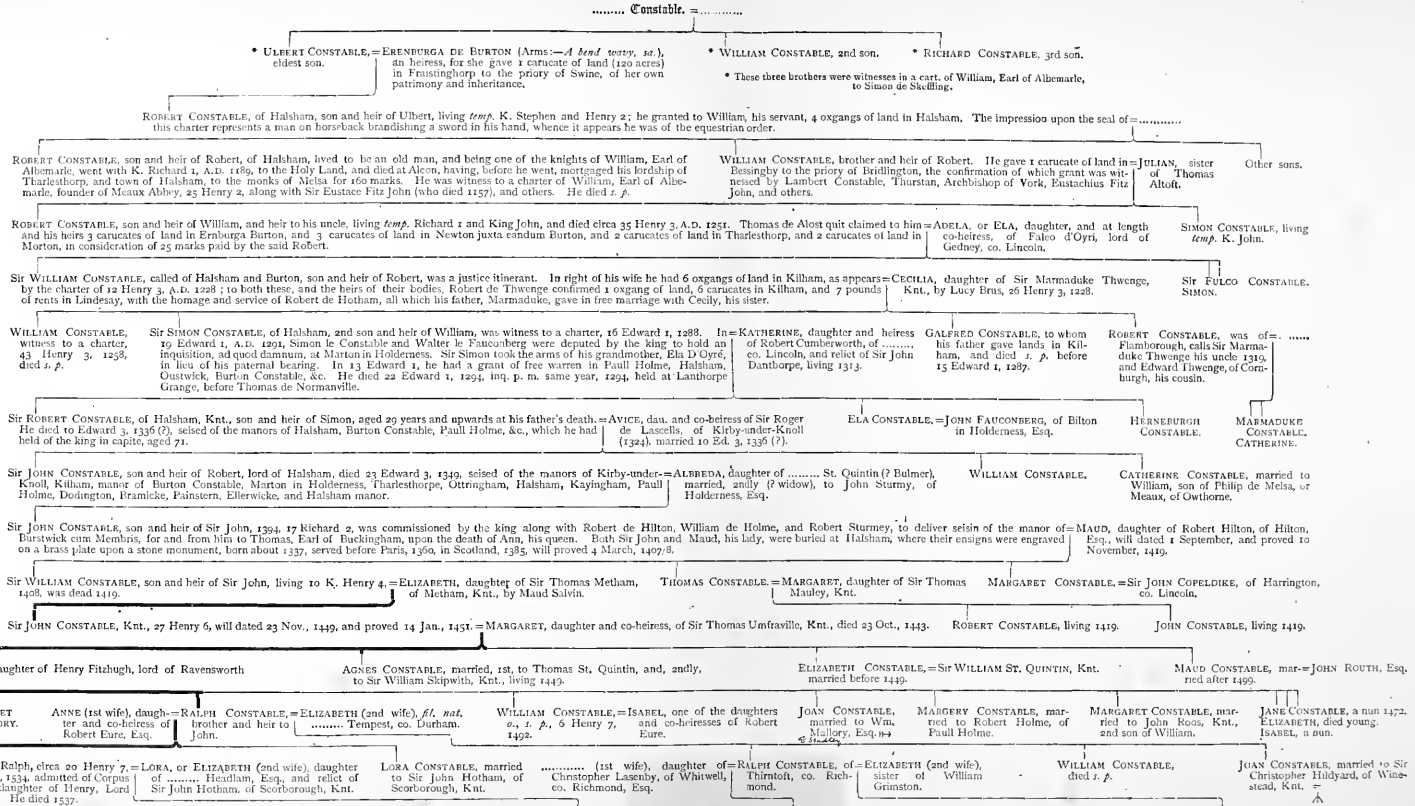 ......... Constable. = ............
* ULBERT CONSTABLE, = ERENBURGA DE BURTON (Arms:—A bend wavy, sa.),
eldest son.
an heiress, for she gave 1 carucate of land (120 acres)
in Fraistinghorp to the priory of Swine, of her own
patrimony and inheritance.
* WILLIAM CONSTABLE, 2nd son.
* RICHARD CONSTABLE, 3rd son.
* These three brothers were witnesses in a cart. of William, Earl of Albemarle,
to Simon de Skeffling.
ROBERT CONSTABLE, of Halsham, son and heir of Ulbert, living temp. K. Stephen and Henry 2; he granted to William, his servant, 4 oxgangs of land in Halsham. The impression upon the seal of = ............
this charter represents a man on horseback brandishing a sword in his hand, whence it appears he was of the equestrian order.
ROBERT CONSTABLE, son and heir of Robert, of Halsham, lived to be an old man, and being one of the knights of William, Earl of
Albemarle, went with K. Richard 1, A.D. 1189, to the Holy Land, and died at Alcon, having, before he went, mortgaged his lordship of
Tharlesthorp, and town of Halsham, to the monks of Melsa for 160 marks. He was witness to a charter of William, Earl of Albe-
marle, founder of Meaux Abbey, 25 Henry 2, along with Sir Eustace Fitz John (who died 1157), and others. He died s. p.
WILLIAM CONSTABLE, brother and heir of Robert. He gave 1 carucate of land in = JULIAN, sister
Bessingby to the priory of Bridlington, the confirmation of which grant was wit-
nessed by Lambert Constable, Thurstan, Archbishop of York, Eustachius Fitz
John, and others.
of Thomas
Altoft.
Other sons.
ROBERT CONSTABLE, son and heir of William, and heir to his uncle, living temp. Richard 1 and King John, and died circa 35 Henry 3, A.D. 1251. Thomas de Alost quit claimed to him = ADELA, or ELA, daughter, and at length
and his heirs 3 carucates of land in Ernburga Burton, and 3 carucates of land in Newton juxta eandum Burton, and 2 carucates of land in Tharlesthorp, and 2 carucates of land in
Morton, in consideration of 25 marks paid by the said Robert.
co-heiress, of Falco d'Oyri, lord of
Gedney, co. Lincoln.
SIMON CONSTABLE, living
temp. K. John.
Sir WILLIAM CONSTABLE, called of Halsham and Burton, son and heir of Robert, was a justice itinerant. In right of his wife he had 6 oxgangs of land in Kilham, as appears = CECILIA, daughter of Sir Marmaduke Thwenge,
by the charter of 12 Henry 3, A.D. 1228; to both these, and the heirs of their bodies, Robert de Thwenge confirmed 1 oxgang of land, 6 carucates in Kilham, and 7 pounds
of rents in Lindesay, with the homage and service of Robert de Hotham, all which his father, Marmaduke, gave in free marriage with Cecily, his sister.
Knt., by Lucy Brus, 26 Henry 3, 1228.
Sir FULCO CONSTABLE.
SIMON.
WILLIAM CONSTABLE,
witness to a charter,
43 Henry 3, 1258,
died s. p.
Sir SIMON CONSTABLE, of Halsham, 2nd son and heir of William, was witness to a charter, 16 Edward 1, 1288. In
19 Edward 1, A.D. 1291, Simon le Constable and Walter le Fauconberg were deputed by the king to hold an
inquisition, ad quod damnum, at Marton in Holderness. Sir Simon took the arms of his grandmother, Ela D'Oyré,
in lieu of his paternal bearing. In 13 Edward 1, he had a grant of free warren in Paull Holme, Halsham,
Oustwick, Burton Constable, &c. He died 22 Edward 1, 1294, inq. p. m. same year, 1294, held at Lanthorpe
Grange, before Thomas de Normanville.
= KATHERINE, daughter and heiress
of Robert Cumberworth, of .......,
co. Lincoln, and relict of Sir John
Danthorpe, living 1313.
GALFRED CONSTABLE, to whom
his father gave lands in Kil-
ham, and died s. p. before
15 Edward 1, 1287.
ROBERT CONSTABLE, was of = ......
Flamborough, calls Sir Marma-
duke Thwenge his uncle 1319,
and Edward Thwenge, of Corn-
burgh, his cousin.
Sir ROBERT CONSTABLE, of Halsham, Knt., son and heir of Simon, aged 29 years and upwards at his father's death. = AVICE, dau. and co-heiress of Sir Roger
He died 10 Edward 3, 1336 (?), seised of the manors of Halsham, Burton Constable, Paull Holme, &c., which he had
held of the king in capite, aged 71.
de Lascells, of Kirby-under-Knoll
(1324), married 10 Ed. 3, 1336 (?).
ELA CONSTABLE, = JOHN FAUCONBERG, of Bilton
in Holderness, Esq.
HERNEBURGH
CONSTABLE.
MARMADUKE
CONSTABLE.
CATHERINE.
Sir JOHN CONSTABLE, son and heir of Robert, lord of Halsham, died 23 Edward 3, 1349, seised of the manors of Kirby-under- = ALBREDA, daughter of ........ St. Quintin (? Bulmer),
Knoll, Kilham, manor of Burton Constable, Marton in Holderness, Tharlesthorpe, Ottringham, Halsham, Kayingham, Paull
Holme, Dodington, Bramicke, Painstern, Ellerwicke, and Halsham manor.
married, 2ndly (? widow), to John Sturmy, of
Holderness, Esq.
WILLIAM CONSTABLE.
CATHERINE CONSTABLE, married to
William, son of Philip de Melsa, or
Meaux, of Owthorne.
Sir JOHN CONSTABLE, son and heir of Sir John, 1394, 17 Richard 2, was commissioned by the king along with Robert de Hilton, William de Holme, and Robert Sturmey, to deliver seisin of the manor of = MAUD, daughter of Robert Hilton, of Hilton,
Burstwick cum Membris, for and from him to Thomas, Earl of Buckingham, upon the death of Ann, his queen. Both Sir John and Maud, his lady, were buried at Halsham, where their ensigns were engraved
on a brass plate upon a stone monument, born about 1337, served before Paris, 1360, in Scotland, 1385, will proved 4 March, 1407/8.
Esq., will dated 1 September, and proved 10
November, 1419.
Sir WILLIAM CONSTABLE, son and heir of Sir John, living 10 K. Henry 4, = ELIZABETH, daughter of Sir Thomas Metham,
1408, was dead 1419.
of Metham, Knt., by Maud Salvin.
THOMAS CONSTABLE. = MARGARET, daughter of Sir Thomas
Mauley, Knt.
MARGARET CONSTABLE, = Sir JOHN COPELDIKE, of Harrington,
co. Lincoln.
Sir JOHN CONSTABLE, Knt., 27 Henry 6, will dated 23 Nov., 1449, and proved 14 Jan., 1451. = MARGARET, daughter and co-heiress, of Sir Thomas Umfraville, Knt., died 23 Oct., 1443.
ROBERT CONSTABLE, living 1419.
JOHN CONSTABLE, living 1419.
aughter of Henry Fitzhugh, lord of Ravensworth
AGNES CONSTABLE, married, 1st, to Thomas St. Quintin, and, 2ndly,
to Sir William Skipwith, Knt., living 1449.
ELIZABETH CONSTABLE, = Sir WILLIAM ST. QUINTIN, Knt.
married before 1449.
MAUD CONSTABLE, mar- = JOHN ROUTH, Esq.
ried after 1499.
ET
ORY.
ANNE (1st wife), daugh- = RALPH CONSTABLE, = ELIZABETH (2nd wife), fil. nat.
ter and co-heiress of
Robert Eure, Esq.
brother and heir to
John.
......... Tempest, co. Durham.
WILLIAM CONSTABLE, = ISABEL, one of the daughters
o., s. p., 6 Henry 7,
1492.
and co-heiresses of Robert
Eure.
JOAN CONSTABLE,
married to Wm.
Mallory, Esq.
MARGERY CONSTABLE, mar-
ried to Robert Holme, of
Paull Holme.
MARGARET CONSTABLE, mar-
ried to John Roos, Knt.,
2nd son of William.
JANE CONSTABLE, a nun 1472.
ELIZABETH, died young.
ISABEL, a nun.
Ralph, circa 20 Henry 7, = LORA, or ELIZABETH (2nd wife), daughter
, 1534, admitted of Corpus
daughter of Henry, Lord
He died 1537.
of ........ Headlam, Esq., and relict of
Sir John Hotham, of Scorborough, Knt.
LORA CONSTABLE, married
to Sir John Hotham, of
Scorborough, Knt.
............ (1st wife), daughter of = RALPH CONSTABLE, of = ELIZABETH (2nd wife),
Christopher Lasenby, of Whitwell,
co. Richmond, Esq.
Thirntoft, co. Rich-
mond.
sister of William
Grimston.
WILLIAM CONSTABLE,
died s. p.
JOAN CONSTABLE, married to Sir
Christopher Hildyard, of Wine-
stead, Knt. =